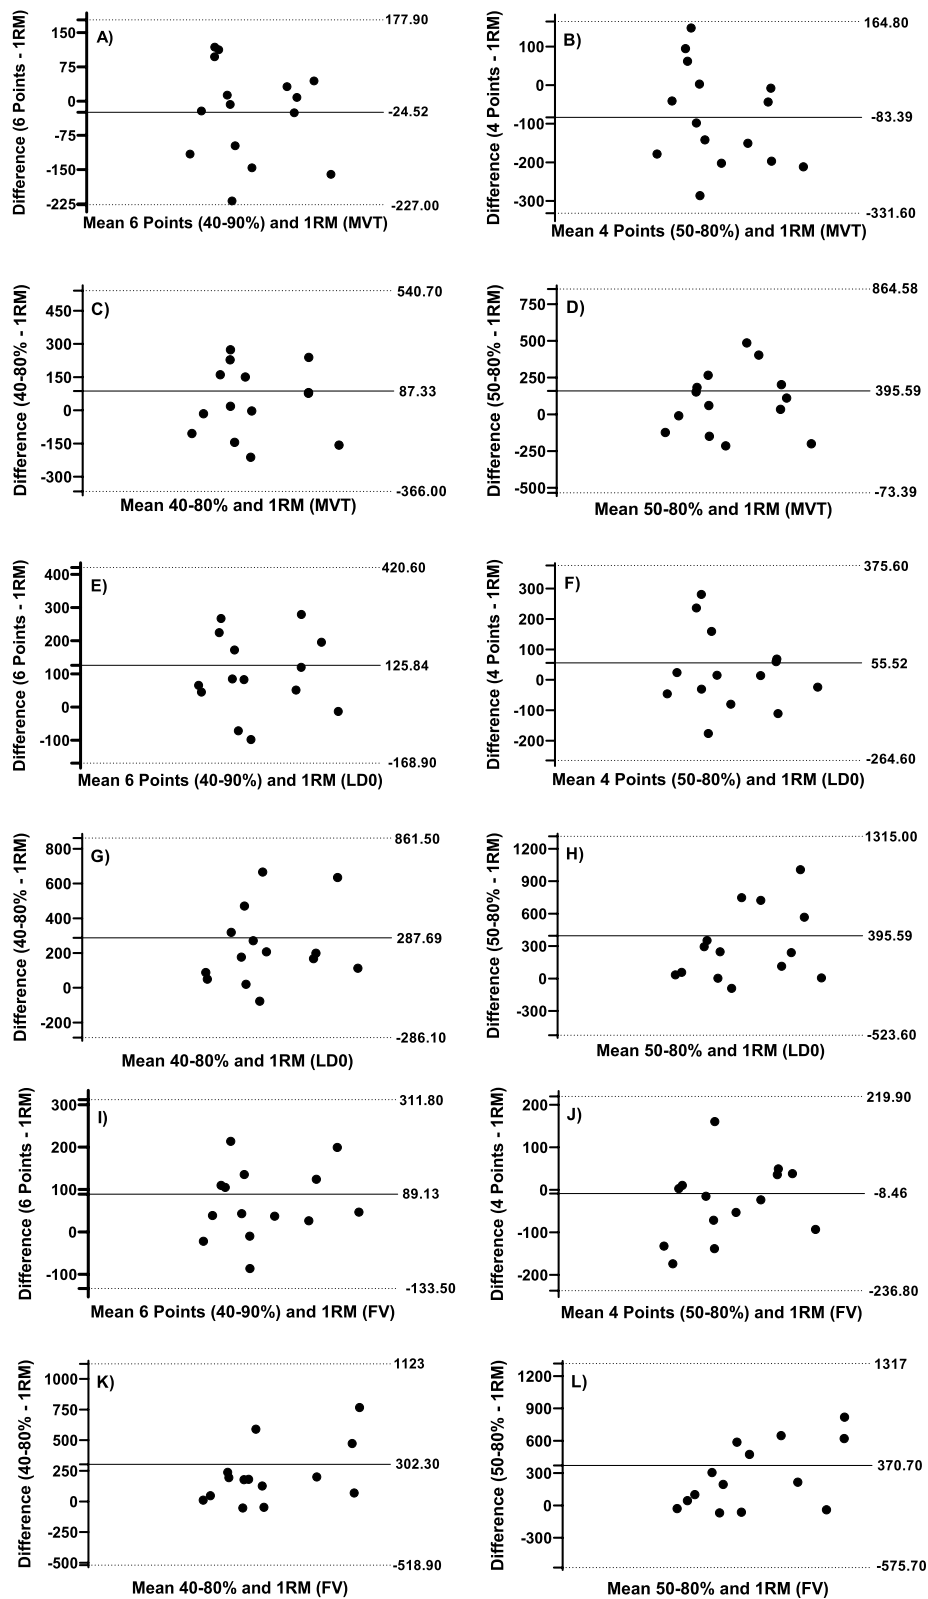 A)
Difference (6 Points - 1RM)
150
75
0
-75
-150
-225
177.90
-24.52
-227.00
Mean 6 Points (40-90%) and 1RM (MVT)
B)
Difference (4 Points - 1RM)
100
0
-100
-200
-300
164.80
-83.39
-331.60
Mean 4 Points (50-80%) and 1RM (MVT)
C)
Difference (40-80% - 1RM)
450
300
150
0
-150
-300
540.70
87.33
-366.00
Mean 40-80% and 1RM (MVT)
D)
Difference (50-80% - 1RM)
750
500
250
0
-250
-500
864.58
395.59
-73.39
Mean 50-80% and 1RM (MVT)
E)
Difference (6 Points - 1RM)
400
300
200
100
0
-100
420.60
125.84
-168.90
Mean 6 Points (40-90%) and 1RM (LD0)
F)
Difference (4 Points - 1RM)
300
200
100
0
-100
-200
375.60
55.52
-264.60
Mean 4 Points (50-80%) and 1RM (LD0)
G)
Difference (40-80% - 1RM)
800
600
400
200
0
-200
861.50
287.69
-286.10
Mean 40-80% and 1RM (LD0)
H)
Difference (50-80% - 1RM)
1200
900
600
300
0
-300
1315.00
395.59
-523.60
Mean 50-80% and 1RM (LD0)
I)
Difference (6 Points - 1RM)
300
200
100
0
-100
311.80
89.13
-133.50
Mean 6 Points (40-90%) and 1RM (FV)
J)
Difference (4 Points - 1RM)
200
100
0
-100
-200
219.90
-8.46
-236.80
Mean 4 Points (50-80%) and 1RM (FV)
K)
Difference (40-80% - 1RM)
1000
750
500
250
0
-250
-500
1123
302.30
-518.90
Mean 40-80% and 1RM (FV)
L)
Difference (50-80% - 1RM)
1200
900
600
300
0
-300
1317
370.70
-575.70
Mean 50-80% and 1RM (FV)